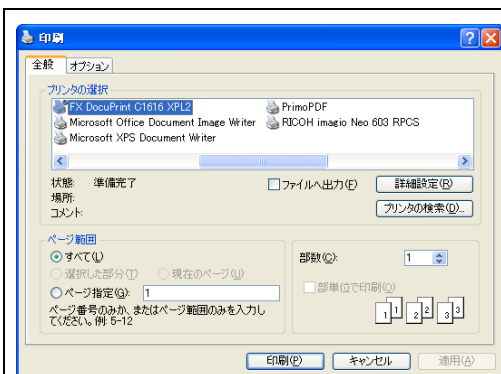 印刷
全般 オプション
プリンタの選択
FX DocuPrint C1616 XPL2 PrimoPDF
Microsoft Office Document Image Writer RICOH imagio Neo 603 RPCS
Microsoft XPS Document Writer
状態: 準備完了 ファイルへ出力(F) 詳細設定(R)
場所:
コメント: プリンタの検索(D)...
ページ範囲
すべて(L) 部数(C): 1
選択した部分(T) 現在のページ(U) 部単位で印刷(O)
ページ指定(G): 1
ページ番号のみか、またはページ範囲のみを入力し
てください。例: 5-12
1 1 2 2 3 3
印刷(P) キャンセル 適用(A)